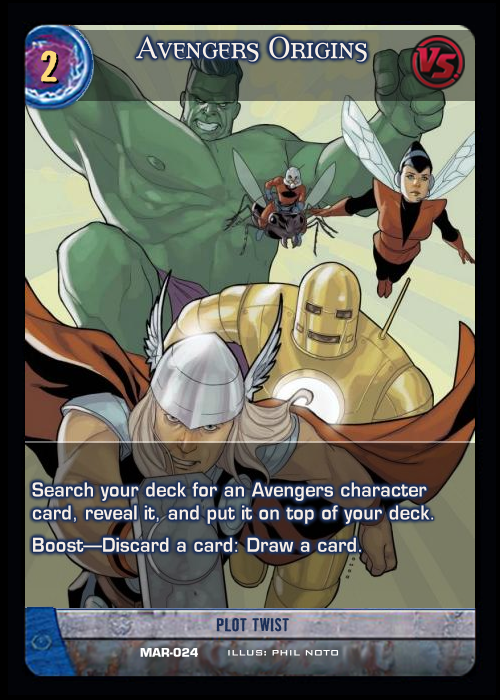 2
Avengers Origins
VS
Search your deck for an Avengers character
card, reveal it, and put it on top of your deck.
Boost—Discard a card: Draw a card.
PLOT TWIST
MAR-024 ILLUS: PHIL NOTO